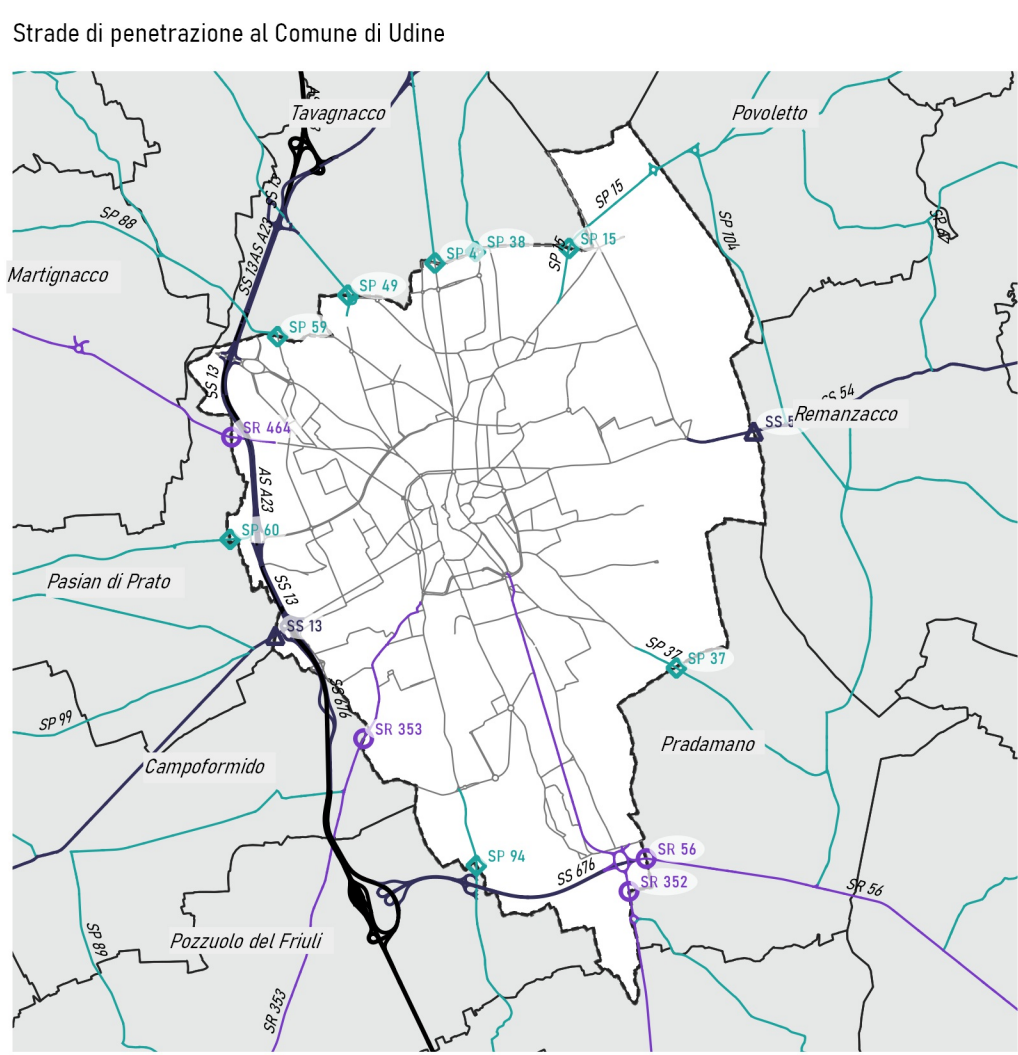 Strade di penetrazione al Comune di Udine
Tavagnacco
Povoletto
SS 13
SP 15
SP 88
SP 104
SP 38
SP 15
SP 4
SP 15
AS A23
SS 13
Martignacco
SP 49
SP 59
SS 13
SS 54
Remanzacco
SR 464
AS A23
SP 60
Pasian di Prato
SS 13
SS 13
SP 37
SP 37
SS 676
SP 99
SR 353
Pradamano
Campoformido
SR 56
SP 94
SS 676
SR 352
SR 56
SP 89
Pozzuolo del Friuli
SR 353